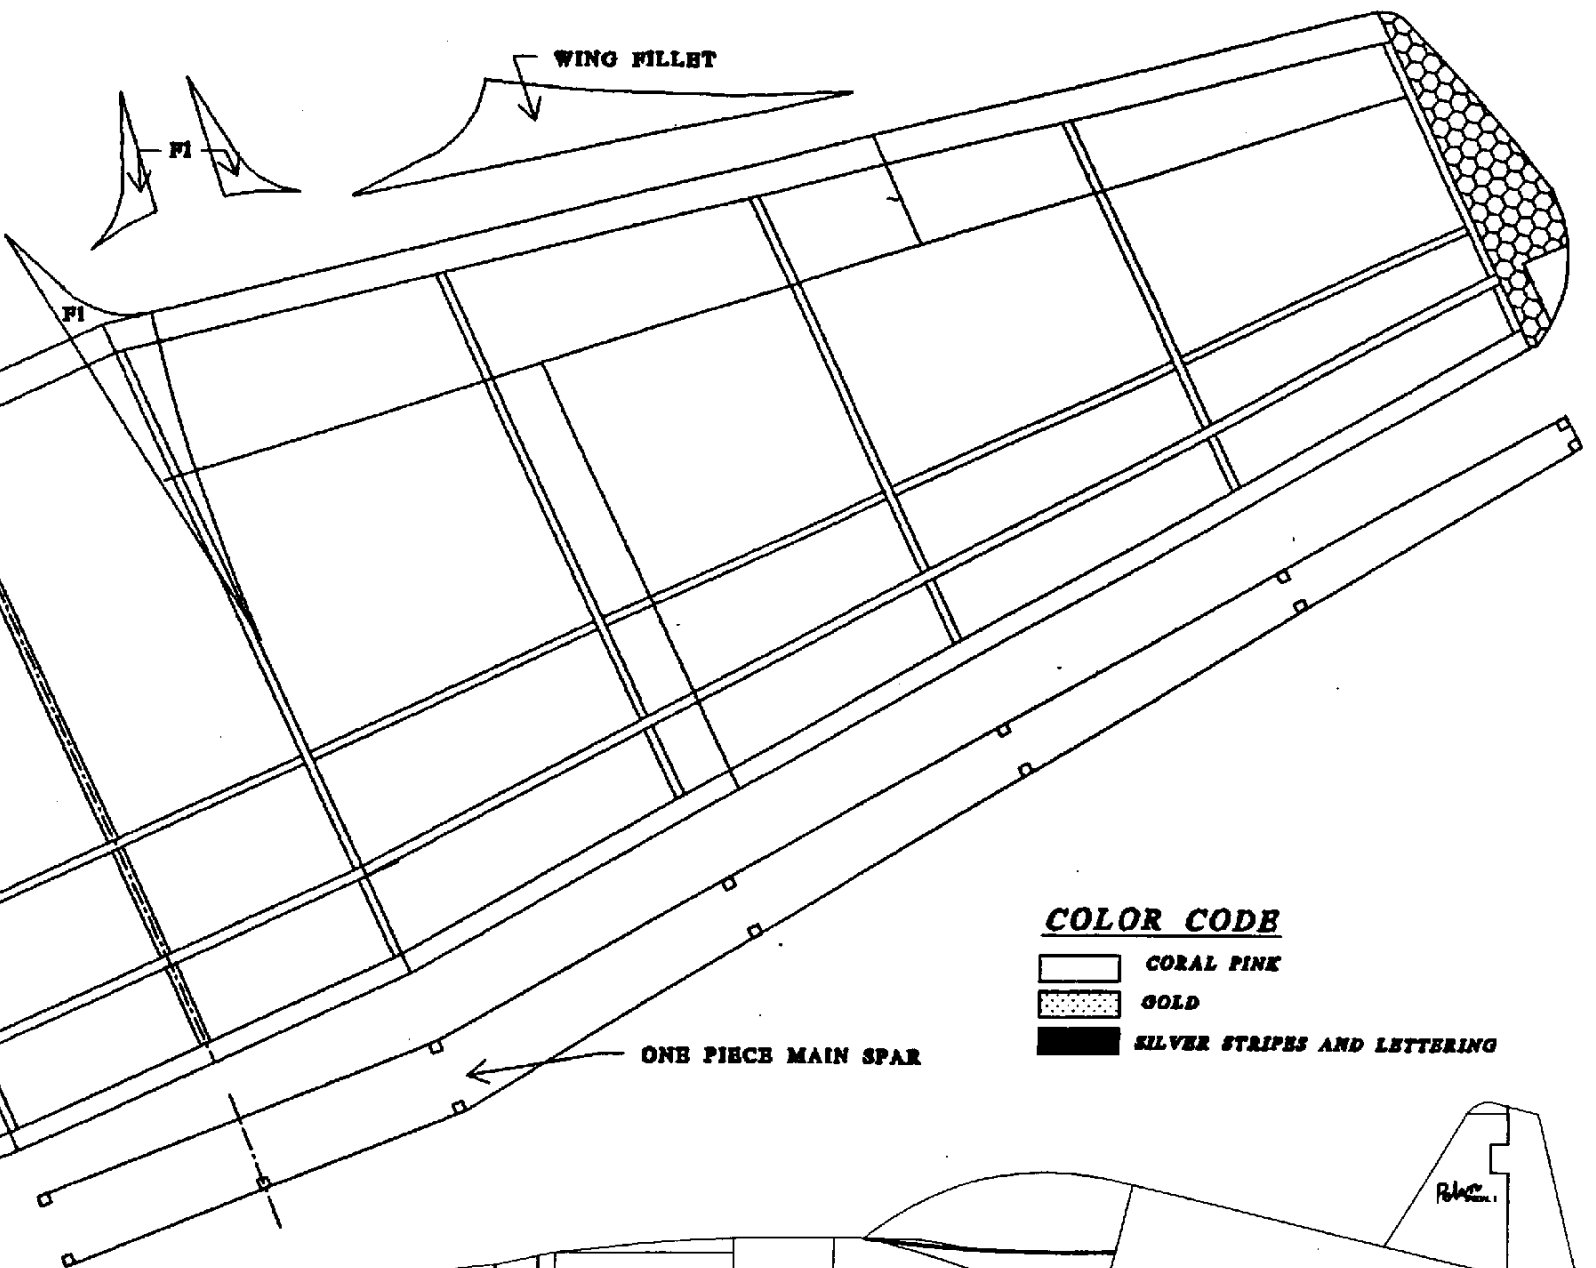 WING FILLET
F1
F1
ONE PIECE MAIN SPAR
COLOR CODE
CORAL PINK
GOLD
SILVER STRIPES AND LETTERING